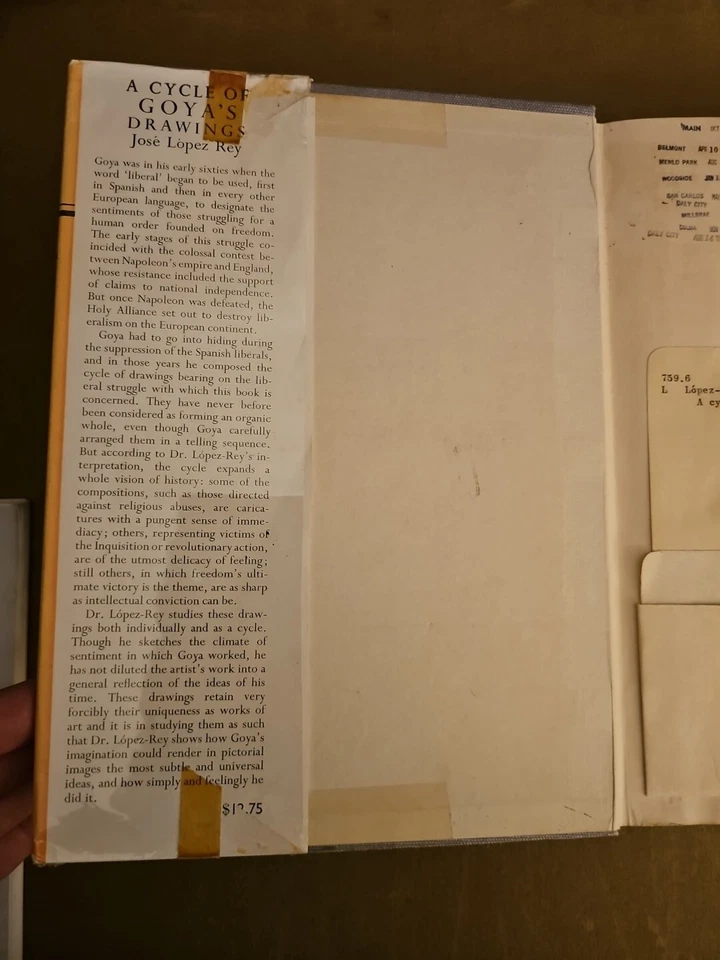 A CYCLE OF
GOYA'S
DRAWINGS
José López Rey
Goya was in his early sixties when the
word 'liberal' began to be used, first
in Spanish and then in every other
European language, to designate the
sentiments of those struggling for a
human order founded on freedom.
The early stages of this struggle co-
incided with the colossal contest be-
tween Napoleon's empire and England,
whose resistance included the support
of claims to national independence.
But once Napoleon was defeated, the
Holy Alliance set out to destroy lib-
eralism on the European continent.
Goya had to go into hiding during
the suppression of the Spanish liberals,
and in those years he composed the
cycle of drawings bearing on the lib-
eral struggle with which this book is
concerned. They have never before
been considered as forming an organic
whole, even though Goya carefully
arranged them in a telling sequence.
But according to Dr. López-Rey's in-
terpretation, the cycle expands a
whole vision of history: some of the
compositions, such as those directed
against religious abuses, are carica-
tures with a pungent sense of imme-
diacy; others, representing victims of
the Inquisition or revolutionary action,
are of the utmost delicacy of feeling;
still others, in which freedom's ulti-
mate victory is the theme, are as sharp
as intellectual conviction can be.
Dr. López-Rey studies these draw-
ings both individually and as a cycle.
Though he sketches the climate of
sentiment in which Goya worked, he
has not diluted the artist's work into a
general reflection of the ideas of his
time. These drawings retain very
forcibly their uniqueness as works of
art and it is in studying them as such
that Dr. López-Rey shows how Goya's
imagination could render in pictorial
images the most subtle and universal
ideas, and how simply and feelingly he
did it.
MAIN OCT
BELMONT APR 10
MENLO PARK AUG
WOODSIDE JUN
SAN CARLOS
DALY CITY
MILLBRAE
COLMA
DALY CITY
759.6
L López-
A cy